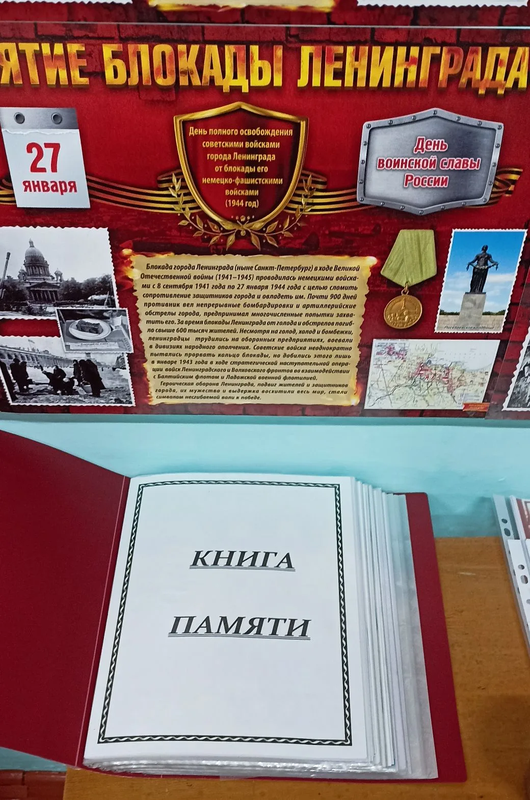 ЯТИЕ БЛОКАДЫ ЛЕНИНГРАДА
27
января
День полного освобождения
советскими войсками
города Ленинграда
от блокады его
немецко-фашистскими
войсками
(1944 год)
День
воинской славы
России
Блокада города Ленинграда (ныне Санкт-Петербург) в ходе Великой
Отечественной войны (1941–1945) проводилась немецкими войска-
ми с 8 сентября 1941 года по 27 января 1944 года с целью сломить
сопротивление защитников города и овладеть им. Почти 900 дней
противник вел непрерывные бомбардировки и артиллерийские
обстрелы города, предпринимал многочисленные попытки захва-
тить его. За время блокады Ленинграда от голода и обстрелов погиб-
ло свыше 600 тысяч жителей. Несмотря на голод, холод и бомбежки,
ленинградцы трудились на оборонных предприятиях, воевали
в дивизиях народного ополчения. Советские войска неоднократно
пытались прорвать кольцо блокады, но добились этого лишь
в январе 1943 года в ходе стратегической наступательной опера-
ции войск Ленинградского и Волховского фронтов во взаимодействии
с Балтийским флотом и Ладожской военной флотилией.
Героическая оборона Ленинграда, подвиг жителей и защитников
города, их мужество и выдержка восхитили весь мир, стали
символом несгибаемой воли к победе.
КНИГА
ПАМЯТИ